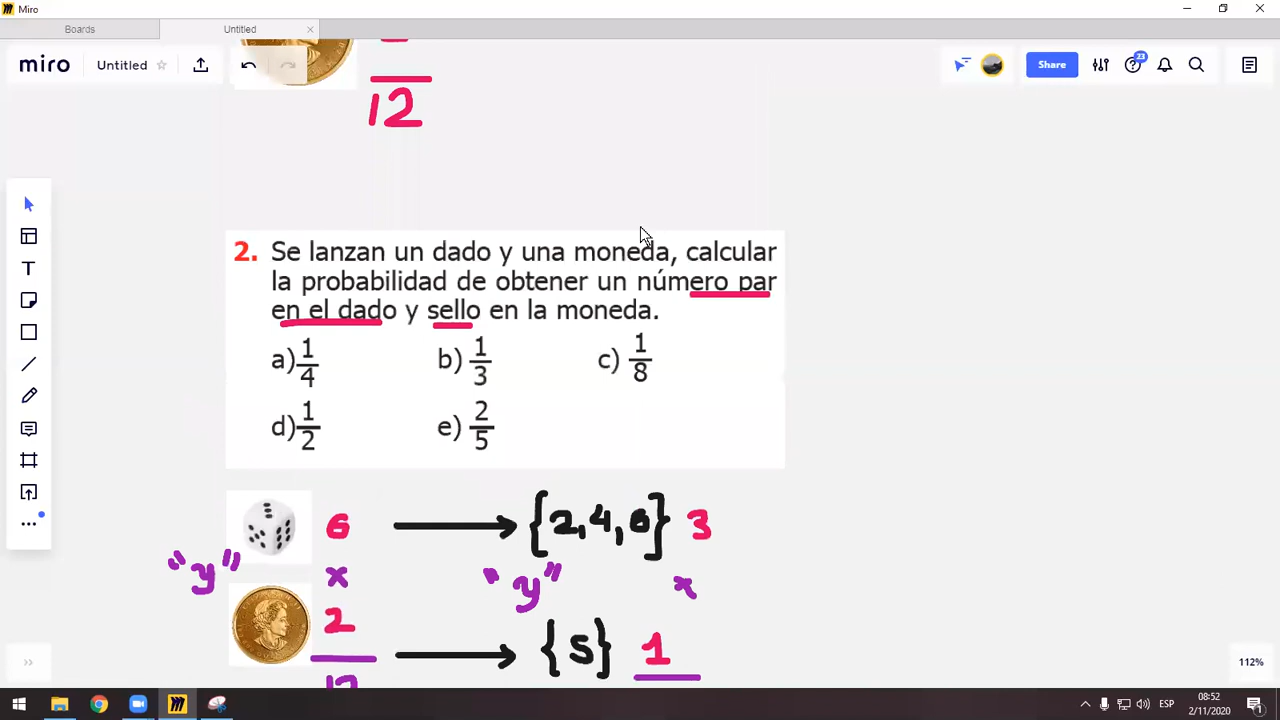 Miro
Boards
Untitled
miro
Untitled
Share
23
12
2. Se lanzan un dado y una moneda, calcular
la probabilidad de obtener un número par
en el dado y sello en la moneda.
a) 1/4 b) 1/3 c) 1/8
d) 1/2 e) 2/5
6 {2,4,6} 3
"y" x "y" x
2
{S} 1
112%
08:52
ESP
2/11/2020
1